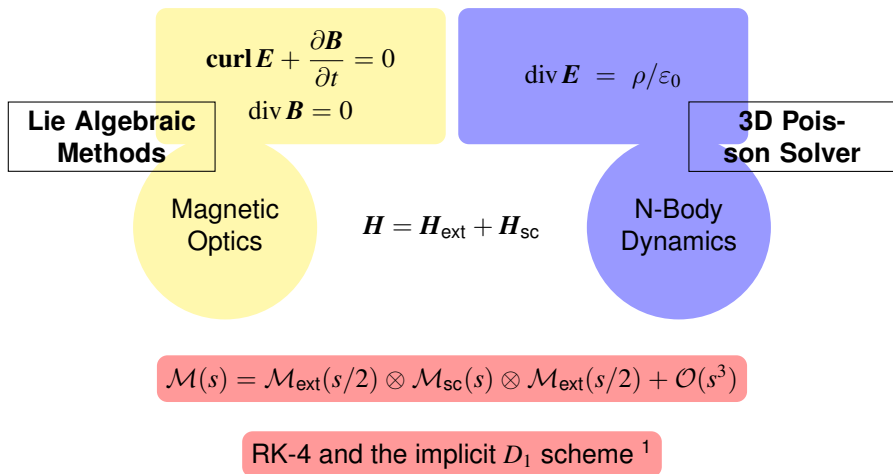 curl E + ∂B/∂t = 0
div B = 0
div E = ρ/ε₀
Lie Algebraic
Methods
3D Pois-
son Solver
Magnetic
Optics
H = H_ext + H_sc
N-Body
Dynamics
M(s) = M_ext(s/2) ⊗ M_sc(s) ⊗ M_ext(s/2) + O(s³)
RK-4 and the implicit D₁ scheme ¹